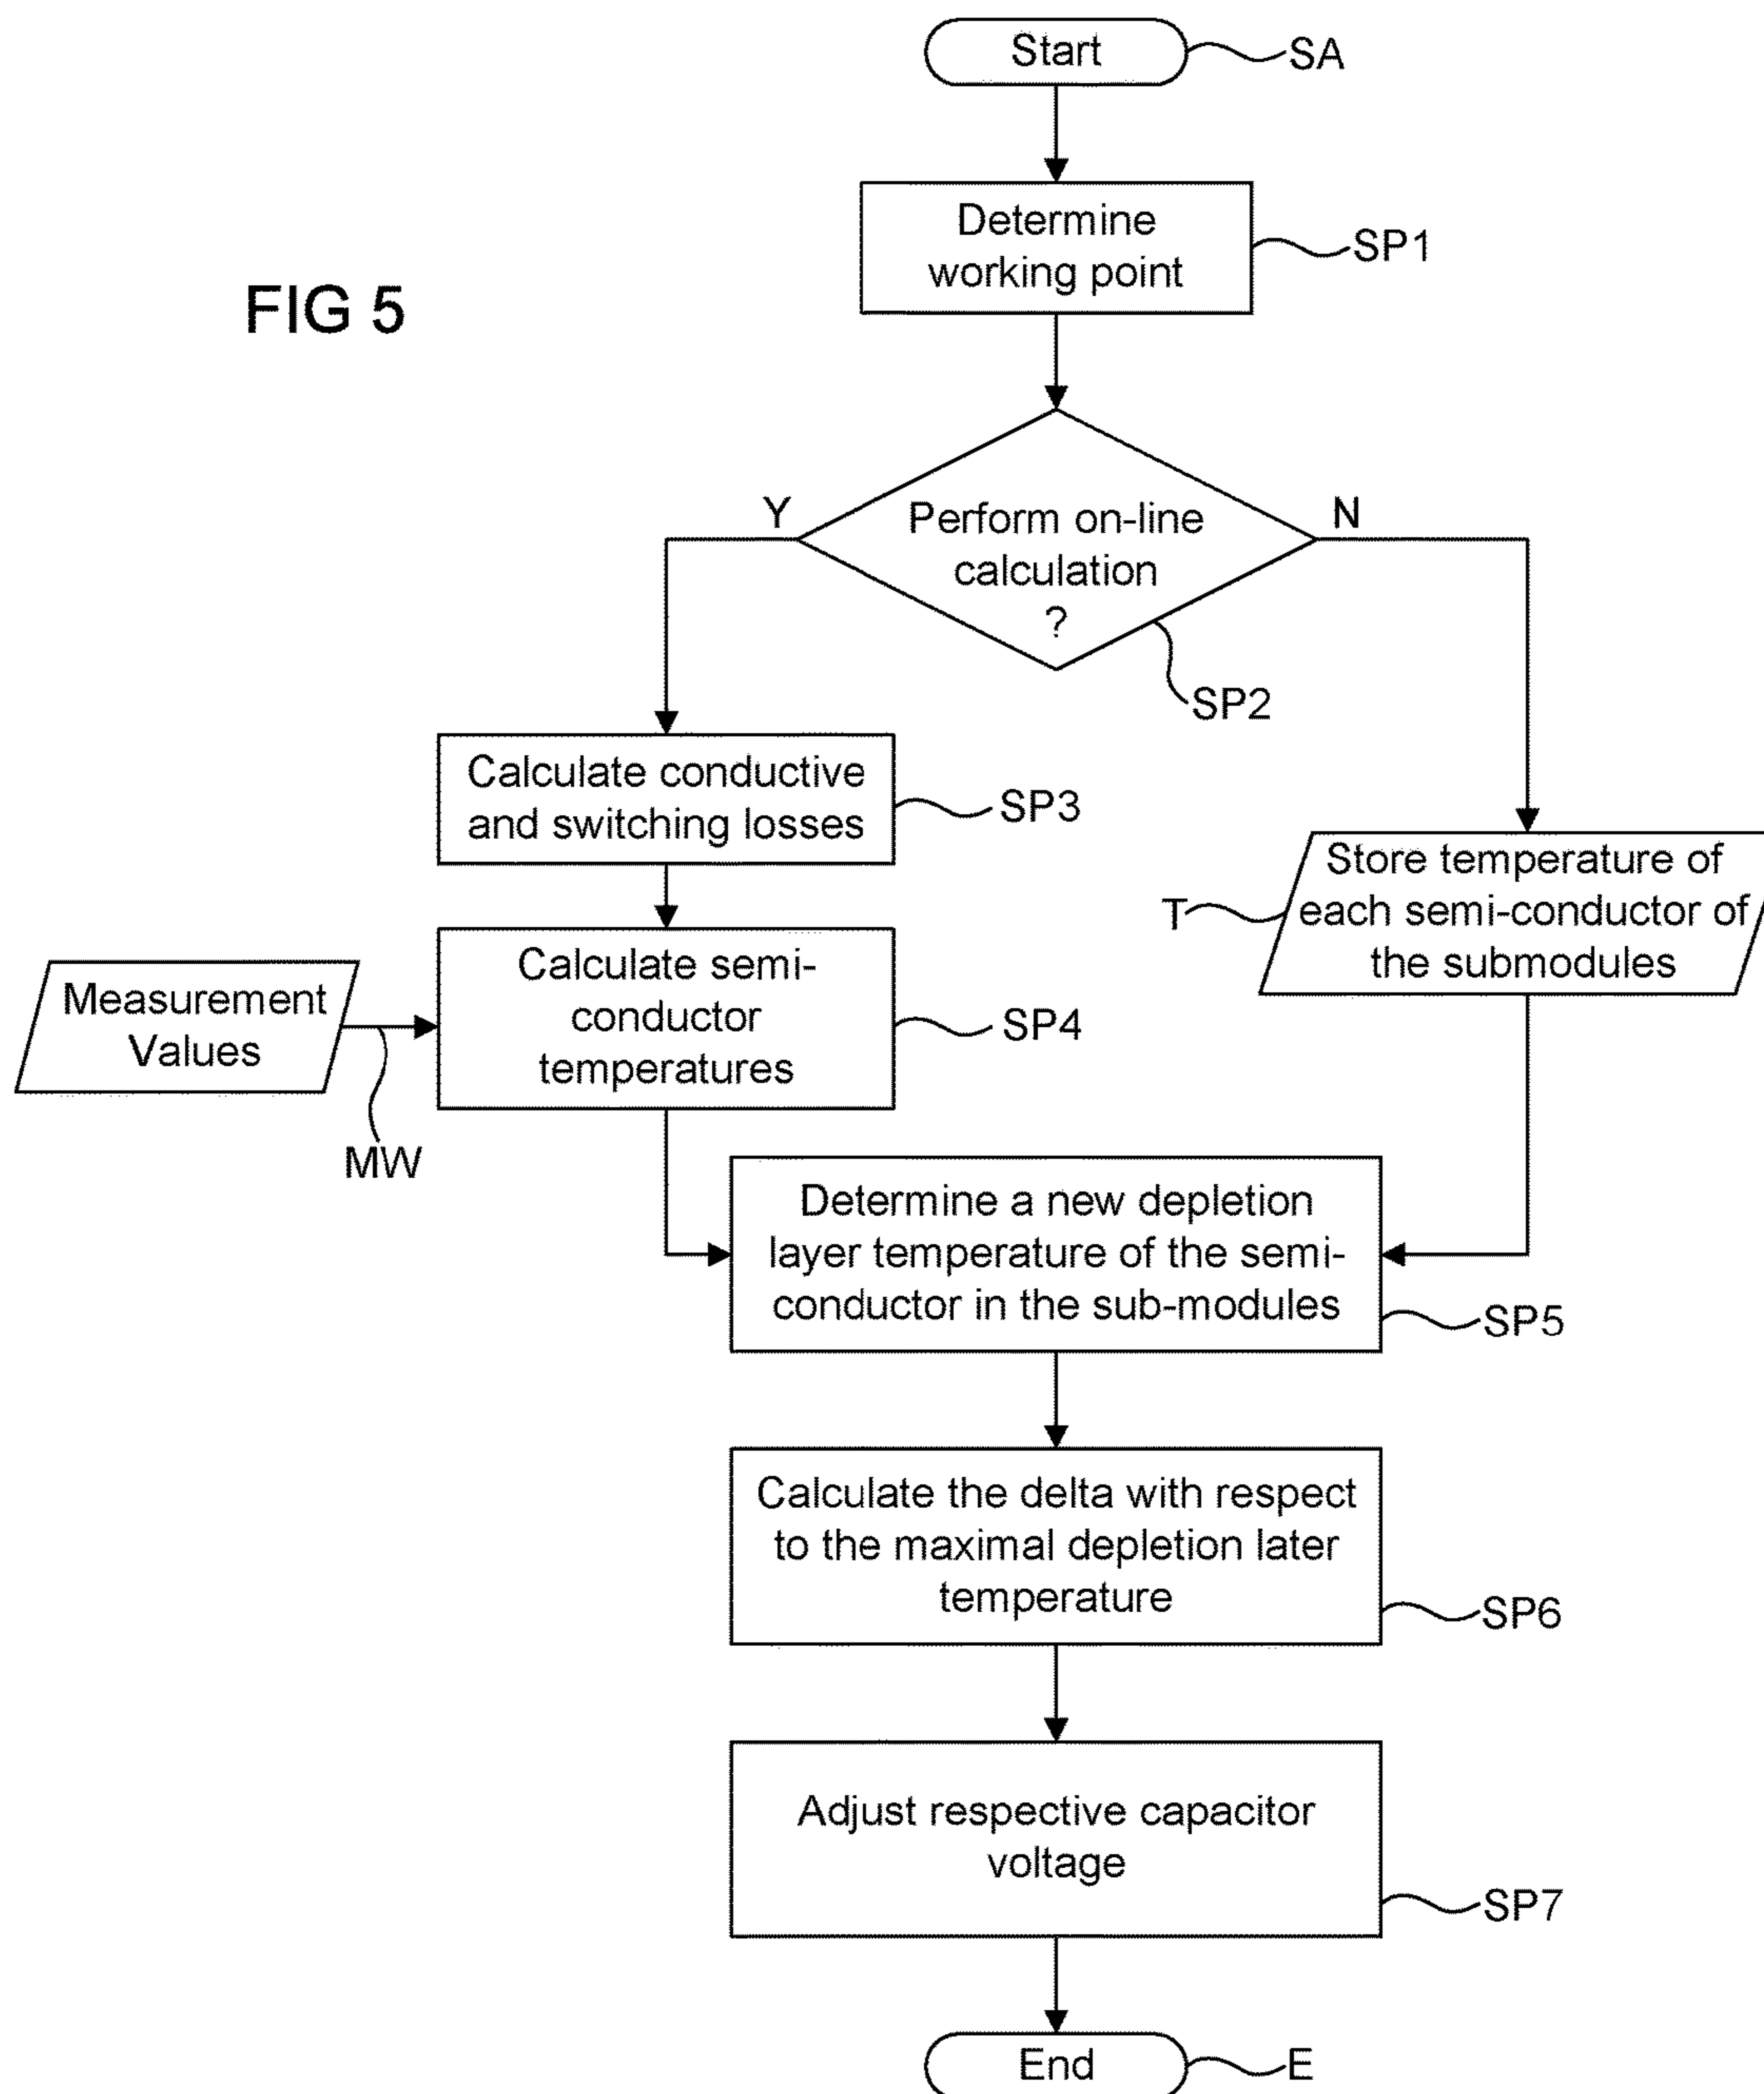 Start
SA
Determine
working point
SP1
FIG 5
Y
N
Perform on-line
calculation
?
SP2
Calculate conductive
and switching losses
SP3
Store temperature of
each semi-conductor of
the submodules
T
Calculate semi-
conductor
temperatures
SP4
Measurement
Values
MW
Determine a new depletion
layer temperature of the semi-
conductor in the sub-modules
SP5
Calculate the delta with respect
to the maximal depletion later
temperature
SP6
Adjust respective capacitor
voltage
SP7
End
E